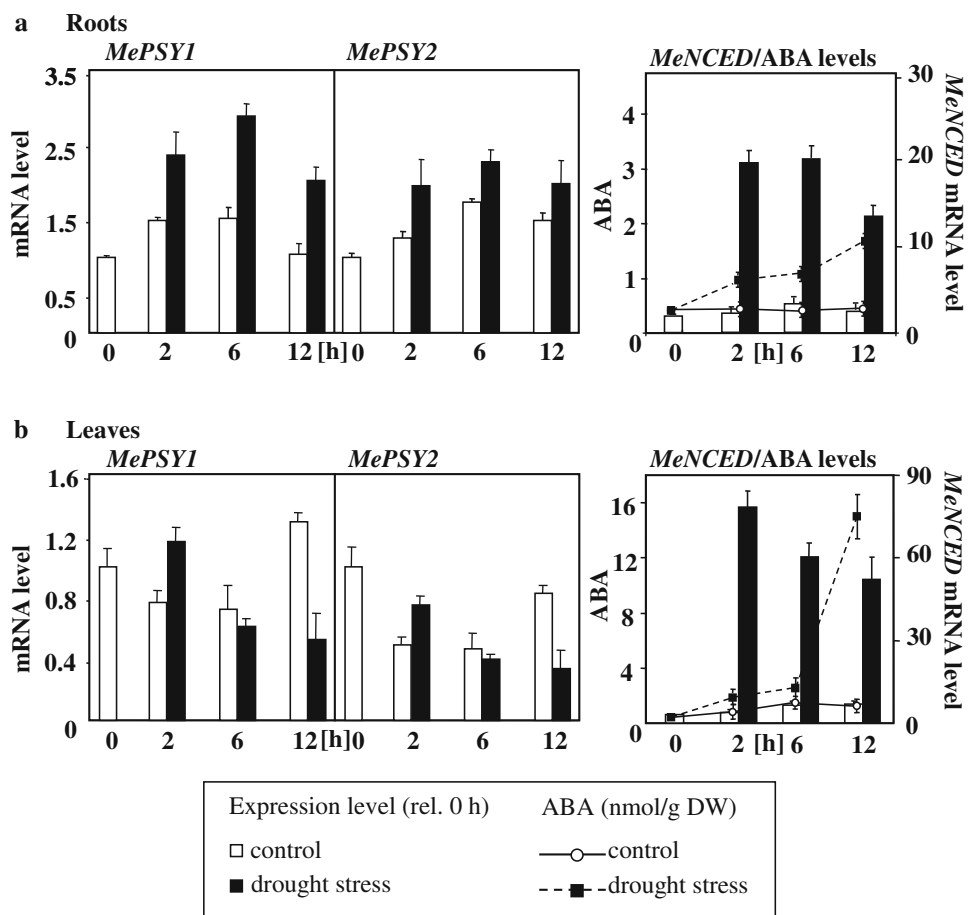 a Roots
MePSY1 MePSY2 MeNCED/ABA levels
3.5
2.5
1.5
0.5
0
mRNA level
0 2 6 12 [h] 0 2 6 12
4
3
2
1
0
ABA
30
20
10
0
MeNCED mRNA level
0 2 [h] 6 12
b Leaves
MePSY1 MePSY2 MeNCED/ABA levels
1.6
1.2
0.8
0.4
0
mRNA level
0 2 6 12 [h] 0 2 6 12
16
12
8
4
0
ABA
90
60
30
0
MeNCED mRNA level
0 2 [h] 6 12
Expression level (rel. 0 h) ABA (nmol/g DW)
control control
drought stress drought stress